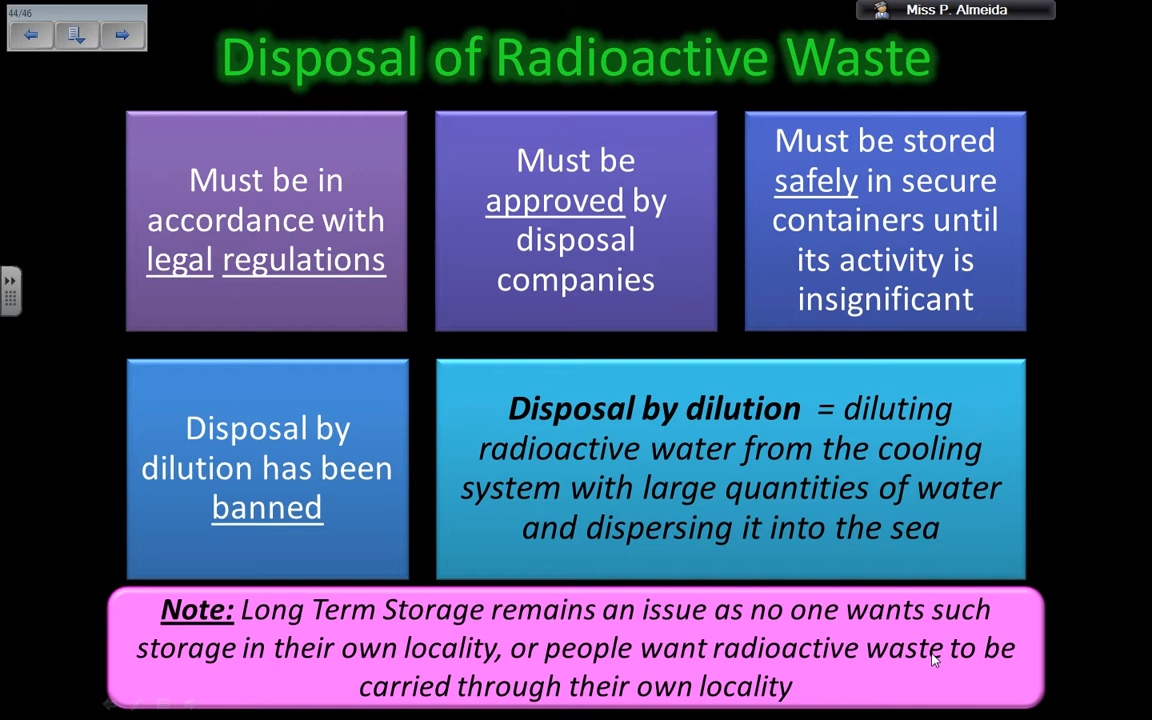 44/46
Miss P. Almeida
Disposal of Radioactive Waste
Must be in
accordance with
legal regulations
Must be
approved by
disposal
companies
Must be stored
safely in secure
containers until
its activity is
insignificant
Disposal by
dilution has been
banned
Disposal by dilution = diluting
radioactive water from the cooling
system with large quantities of water
and dispersing it into the sea
Note: Long Term Storage remains an issue as no one wants such
storage in their own locality, or people want radioactive waste to be
carried through their own locality